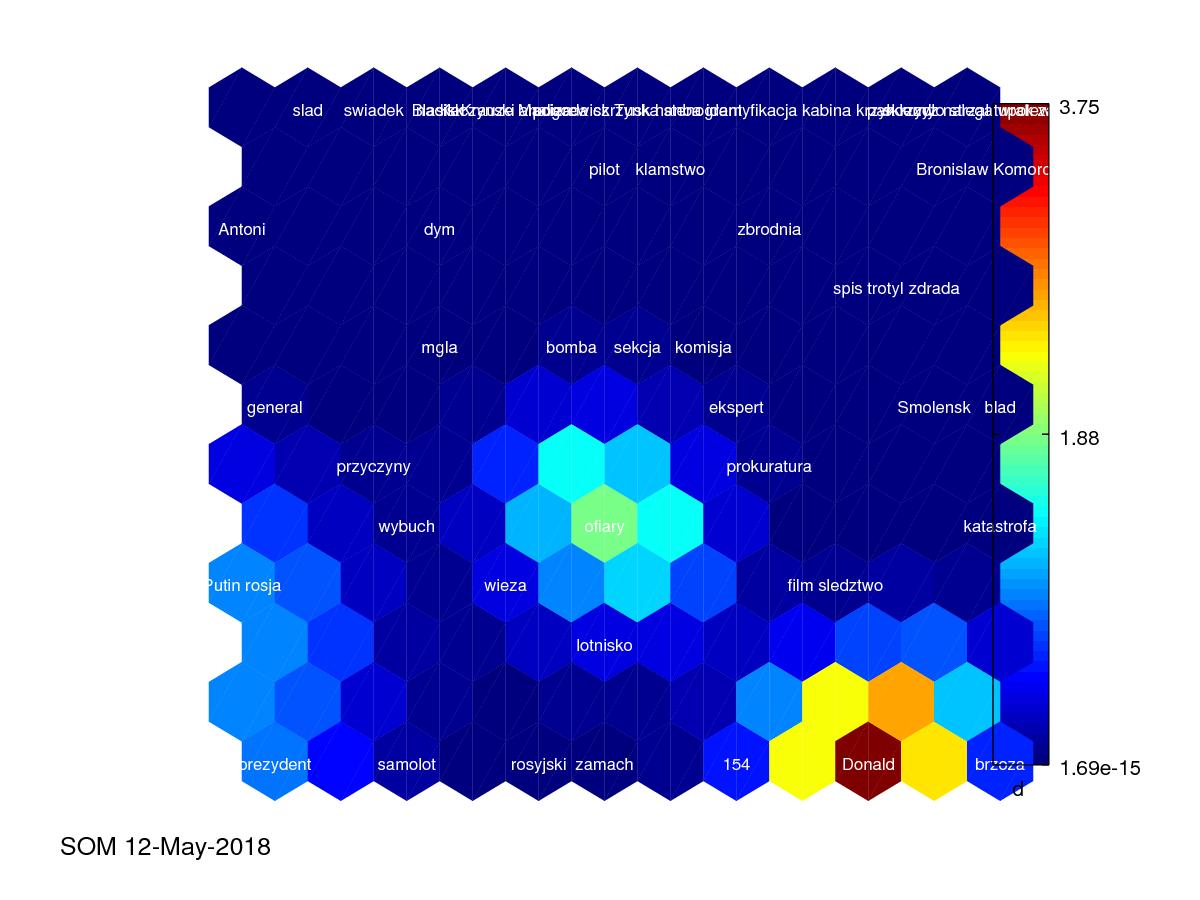 slad swiadek
3.75
pilot klamstwo Bronislaw Komoro
Antoni dym zbrodnia
spis trotyl zdrada
mgla bomba sekcja komisja
general ekspert Smolensk blad
1.88
przyczyny prokuratura
wybuch ofiary katastrofa
Putin rosja wieza film sledztwo
lotnisko
prezydent samolot rosyjski zamach 154 Donald brzoza
1.69e-15
d
SOM 12-May-2018